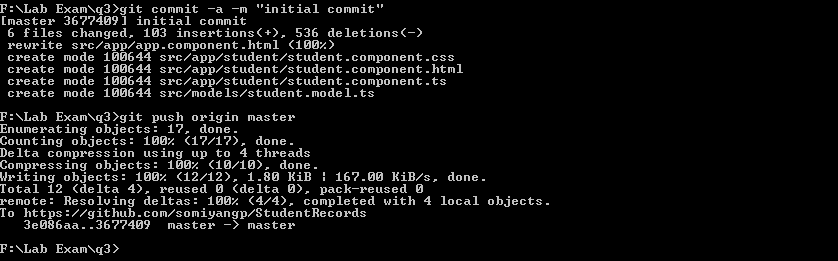 F:\Lab Exam\q3>git commit -a -m "initial commit"
[master 3677409] initial commit
 6 files changed, 103 insertions(+), 536 deletions(-)
 rewrite src/app/app.component.html (100%)
 create mode 100644 src/app/student/student.component.css
 create mode 100644 src/app/student/student.component.html
 create mode 100644 src/app/student/student.component.ts
 create mode 100644 src/models/student.model.ts
F:\Lab Exam\q3>git push origin master
Enumerating objects: 17, done.
Counting objects: 100% (17/17), done.
Delta compression using up to 4 threads
Compressing objects: 100% (10/10), done.
Writing objects: 100% (12/12), 1.80 KiB ¦ 167.00 KiB/s, done.
Total 12 (delta 4), reused 0 (delta 0), pack-reused 0
remote: Resolving deltas: 100% (4/4), completed with 4 local objects.
To https://github.com/somiyangp/StudentRecords
   3e086aa..3677409  master -> master
F:\Lab Exam\q3>